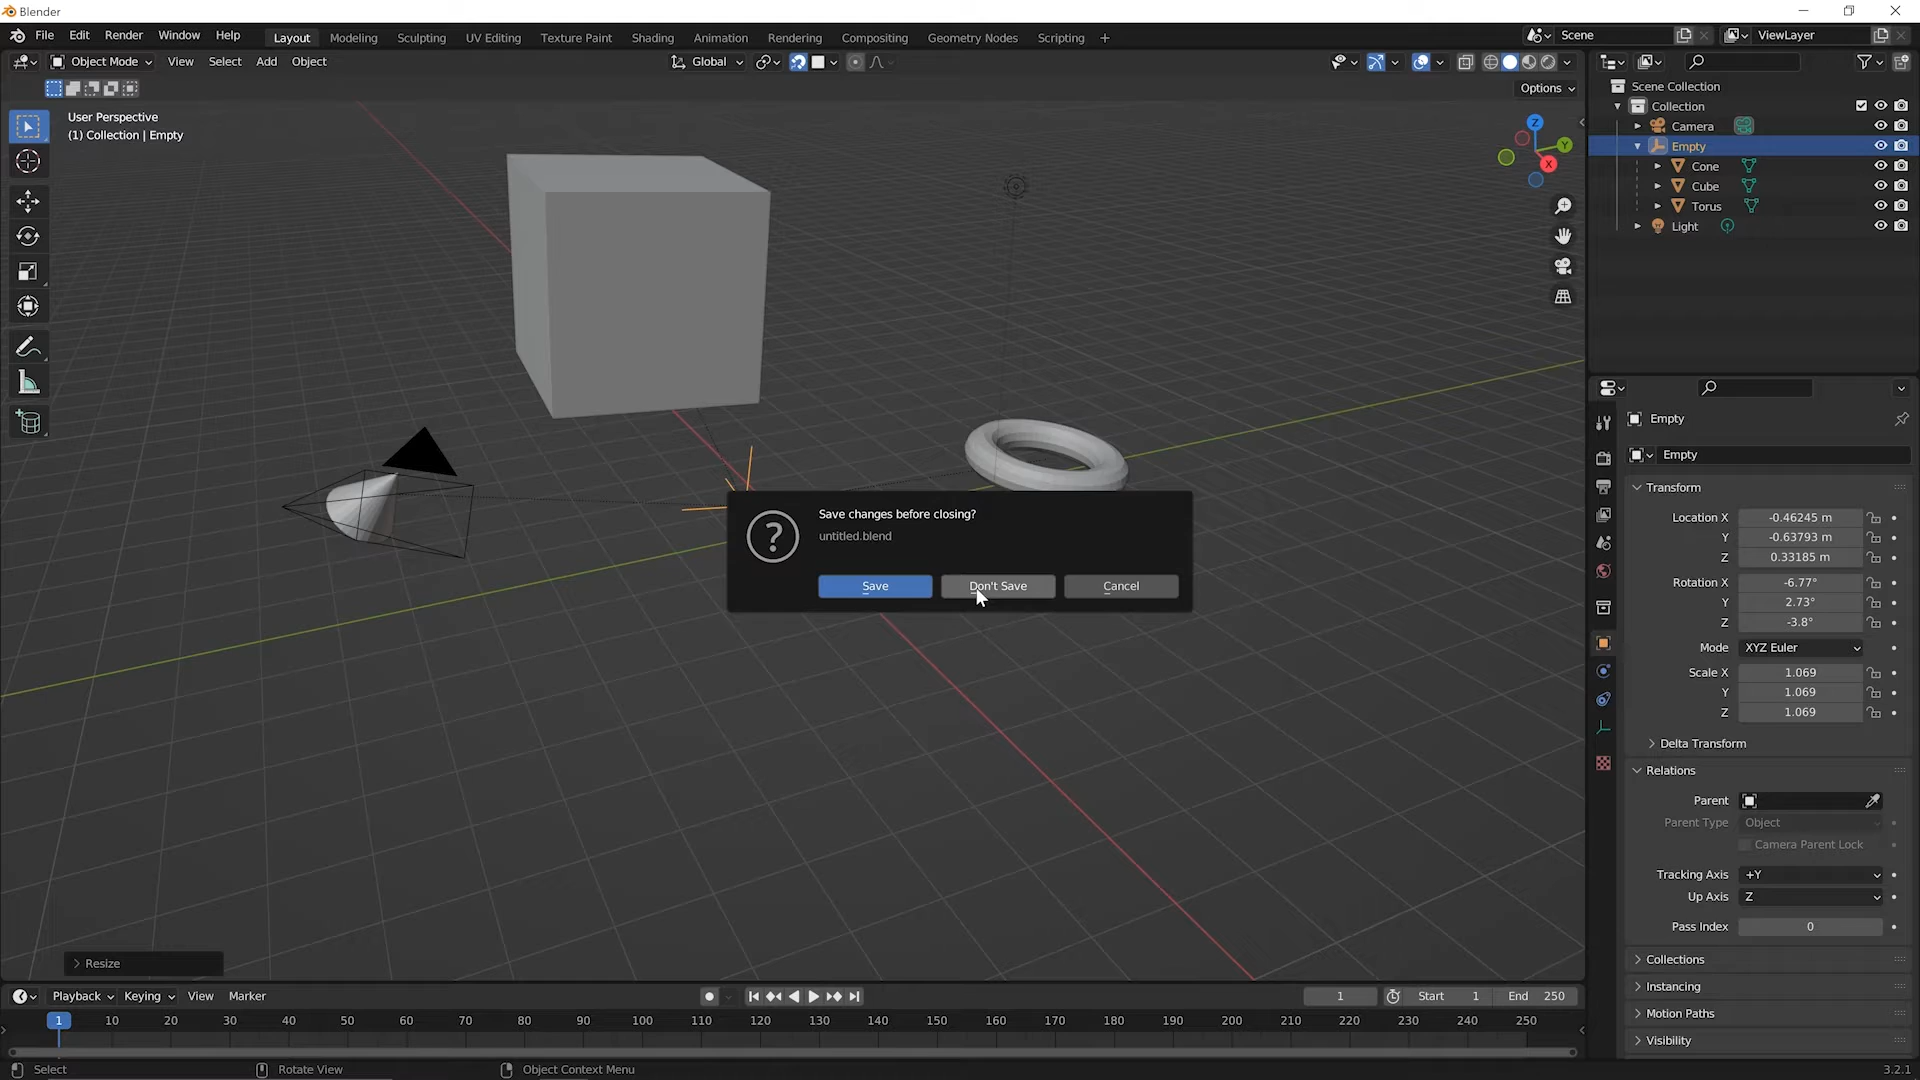 Blender
File Edit Render Window Help
Layout Modeling Sculpting UV Editing Texture Paint Shading Animation Rendering Compositing Geometry Nodes Scripting +
Scene
ViewLayer
Object Mode View Select Add Object
Global
Options
User Perspective
(1) Collection | Empty
Z
Y
X
Scene Collection
Collection
Camera
Empty
Cone
Cube
Torus
Light
Empty
Empty
Transform
Location X -0.46245 m
Y -0.63793 m
Z 0.33185 m
Rotation X -6.77°
Y 2.73°
Z -3.8°
Mode XYZ Euler
Scale X 1.069
Y 1.069
Z 1.069
Delta Transform
Relations
Parent
Parent Type Object
Camera Parent Lock
Tracking Axis +Y
Up Axis Z
Pass Index 0
Collections
Instancing
Motion Paths
Visibility
Save changes before closing?
untitled.blend
Save Don't Save Cancel
Resize
Playback Keying View Marker
1 Start 1 End 250
1 10 20 30 40 50 60 70 80 90 100 110 120 130 140 150 160 170 180 190 200 210 220 230 240 250
Select Rotate View Object Context Menu
3.2.1